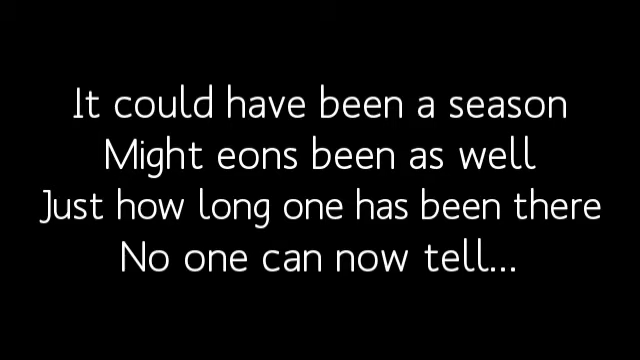 It could have been a season
Might eons been as well
Just how long one has been there
No one can now tell...